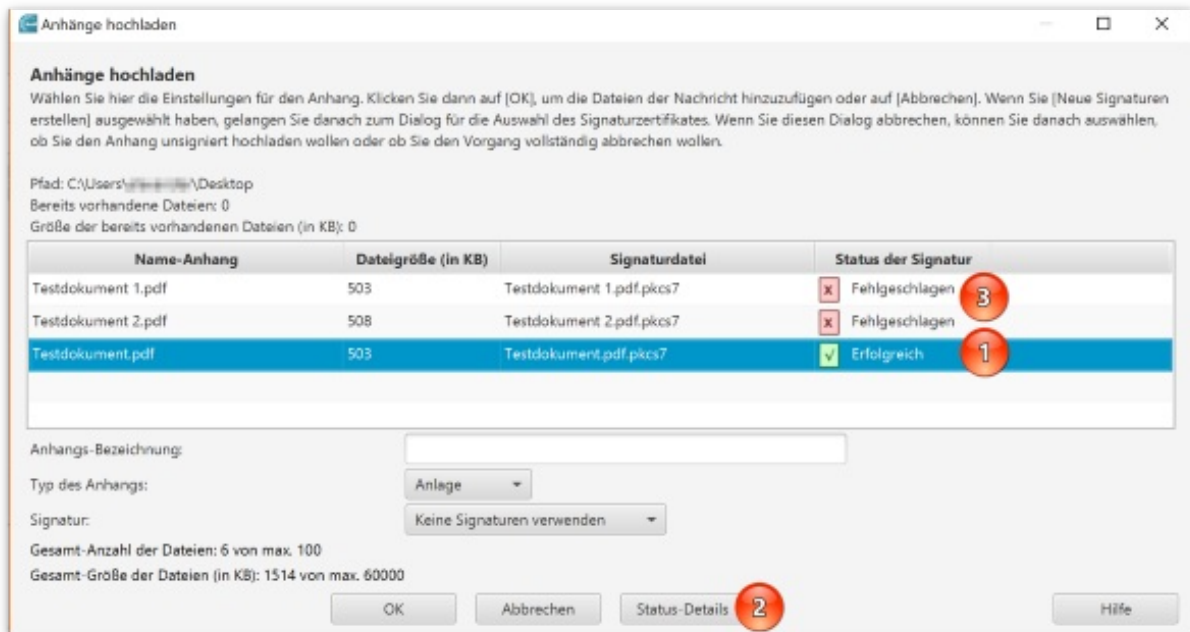 Anhänge hochladen
Anhänge hochladen
Wählen Sie hier die Einstellungen für den Anhang. Klicken Sie dann auf [OK], um die Dateien der Nachricht hinzuzufügen oder auf [Abbrechen]. Wenn Sie [Neue Signaturen
erstellen] ausgewählt haben, gelangen Sie danach zum Dialog für die Auswahl des Signaturzertifikates. Wenn Sie diesen Dialog abbrechen, können Sie danach auswählen,
ob Sie den Anhang unsigniert hochladen wollen oder ob Sie den Vorgang vollständig abbrechen wollen.
Pfad: C:\Users\ \Desktop
Bereits vorhandene Dateien: 0
Größe der bereits vorhandenen Dateien (in KB): 0
Name-Anhang Dateigröße (in KB) Signaturdatei Status der Signatur
Testdokument 1.pdf 503 Testdokument 1.pdf.pkcs7 x Fehlgeschlagen 3
Testdokument 2.pdf 508 Testdokument 2.pdf.pkcs7 x Fehlgeschlagen
Testdokument.pdf 503 Testdokument.pdf.pkcs7 √ Erfolgreich 1
Anhangs-Bezeichnung:
Typ des Anhangs: Anlage
Signatur: Keine Signaturen verwenden
Gesamt-Anzahl der Dateien: 6 von max. 100
Gesamt-Größe der Dateien (in KB): 1514 von max. 60000
OK Abbrechen Status-Details 2 Hilfe